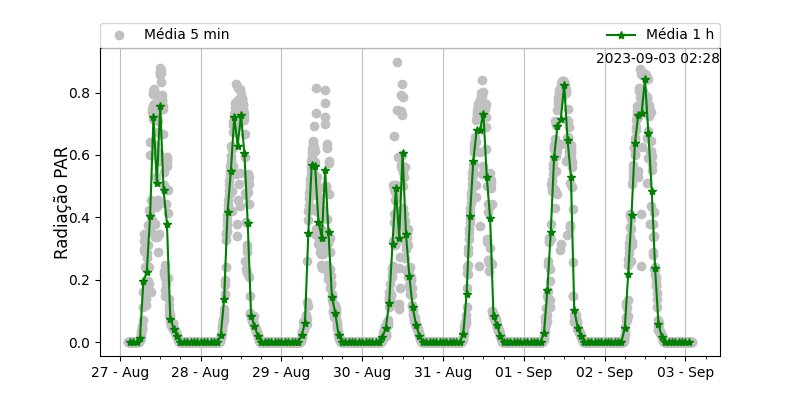 Média 5 min
Média 1 h
2023-09-03 02:28
Radiação PAR
0.8
0.6
0.4
0.2
0.0
27 - Aug
28 - Aug
29 - Aug
30 - Aug
31 - Aug
01 - Sep
02 - Sep
03 - Sep